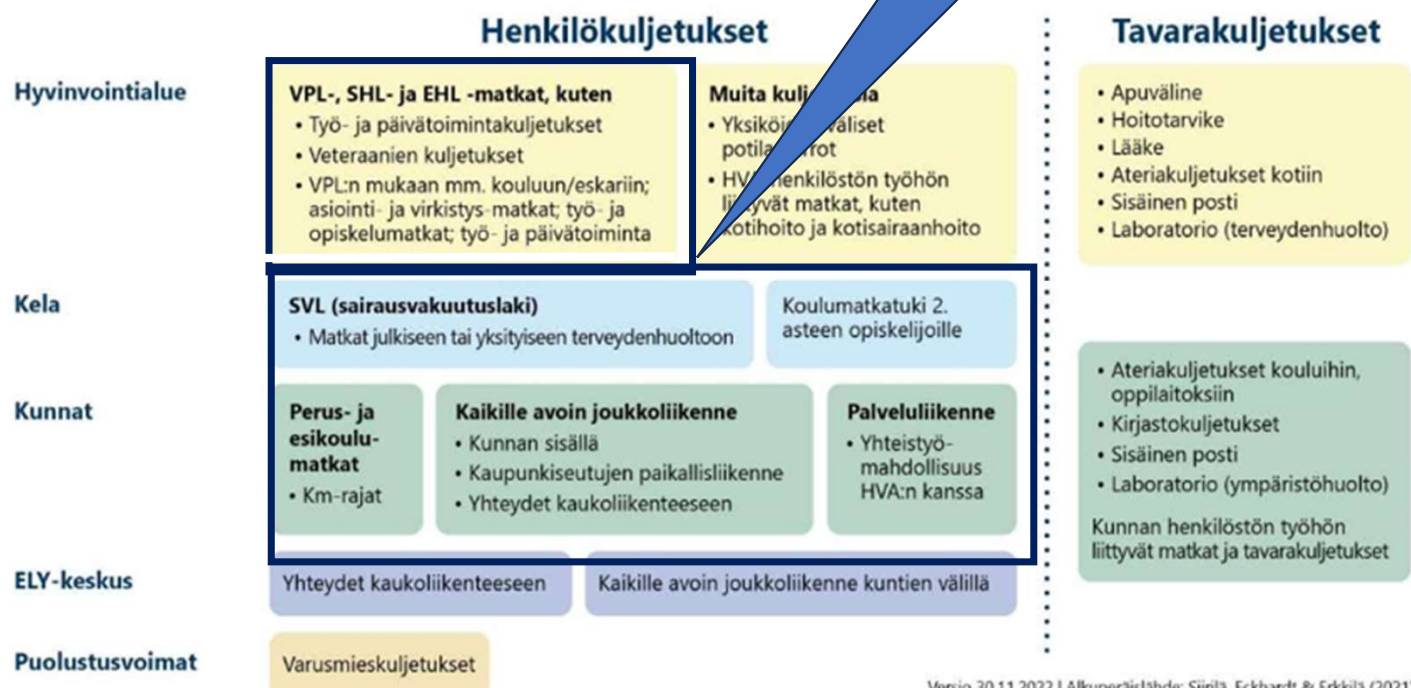 Henkilökuljetukset
Tavarakuljetukset
Hyvinvointialue
VPL-, SHL- ja EHL -matkat, kuten
• Työ- ja päivätoimintakuljetukset
• Veteraanien kuljetukset
• VPL:n mukaan mm. kouluun/eskariin;
asiointi- ja virkistys-matkat; työ- ja
opiskelumatkat; työ- ja päivätoiminta
Muita
• väliset
• henkilöstön työhön
liittyvät matkat, kuten
kotihoito ja kotisairaanhoito
• Apuväline
• Hoitotarvike
• Lääke
• Ateriakuljetukset kotiin
• Sisäinen posti
• Laboratorio (terveydenhuolto)
Kela
SVL (sairausvakuutuslaki)
• Matkat julkiseen tai yksityiseen terveydenhuoltoon
Koulumatkatuki 2.
asteen opiskelijoille
Kunnat
Perus- ja
esikoulu-
matkat
• Km-rajat
Kaikille avoin joukkoliikenne
• Kunnan sisällä
• Kaupunkiseutujen paikallisliikenne
• Yhteydet kaukoliikenteeseen
Palveluliikenne
• Yhteistyö-
mahdollisuus
HVA:n kanssa
• Ateriakuljetukset kouluihin,
oppilaitoksiin
• Kirjastokuljetukset
• Sisäinen posti
• Laboratorio (ympäristöhuolto)
Kunnan henkilöstön työhön
liittyvät matkat ja tavarakuljetukset
ELY-keskus
Yhteydet kaukoliikenteeseen
Kaikille avoin joukkoliikenne kuntien välillä
Puolustusvoimat
Varusmieskuljetukset
Versio 30.11.2022 | Alkuperäislähde: Siirilä, Eckhardt & Erkkilä (2021)